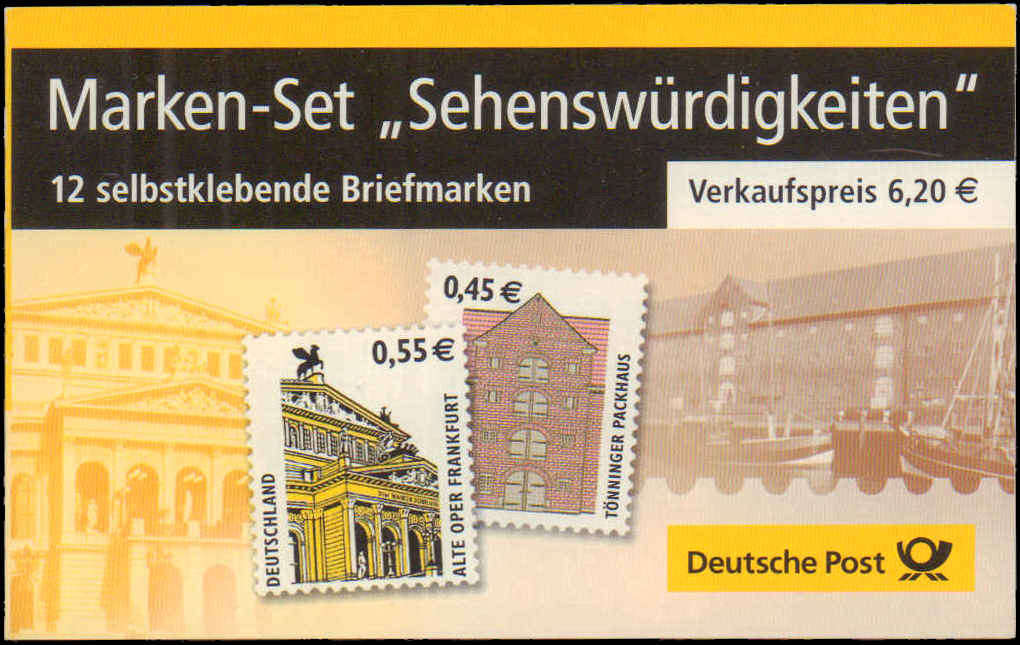 Marken-Set „Sehenswürdigkeiten“
12 selbstklebende Briefmarken
Verkaufspreis 6,20 €
0,45 €
0,55 €
DEUTSCHLAND
ALTE OPER FRANKFURT
TÖNNINGER PACKHAUS
Deutsche Post